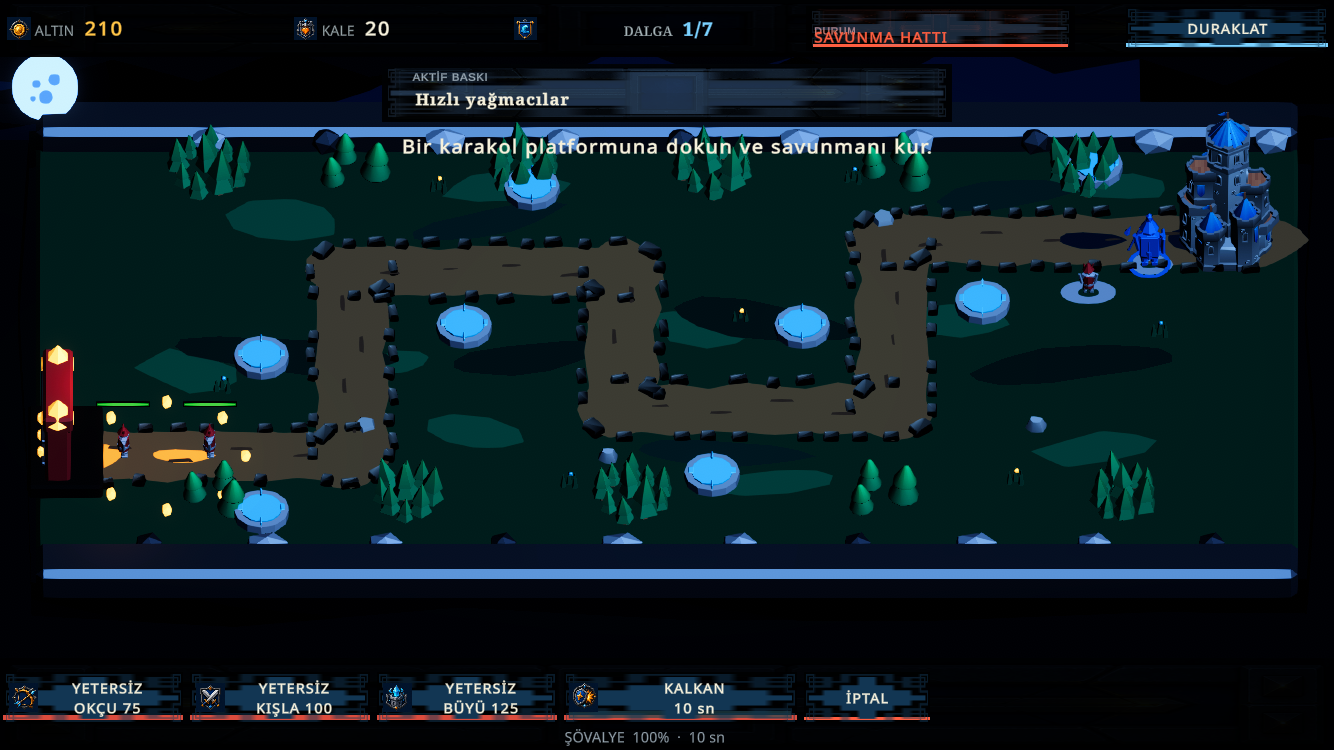 ALTIN 210
KALE 20
DALGA 1/7
DURUM
SAVUNMA HATTI
DURAKLAT
AKTİF BASKI
Hızlı yağmacılar
Bir karakol platformuna dokun ve savunmanı kur.
YETERSİZ
OKÇU 75
YETERSİZ
KIŞLA 100
YETERSİZ
BÜYÜ 125
KALKAN
10 sn
İPTAL
ŞÖVALYE 100% · 10 sn